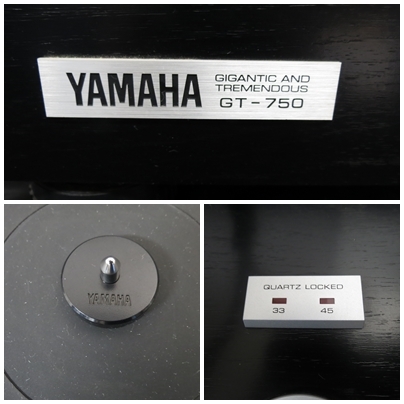 YAMAHA
GIGANTIC AND
TREMENDOUS
GT-750
YAMAHA
QUARTZ LOCKED
33 45